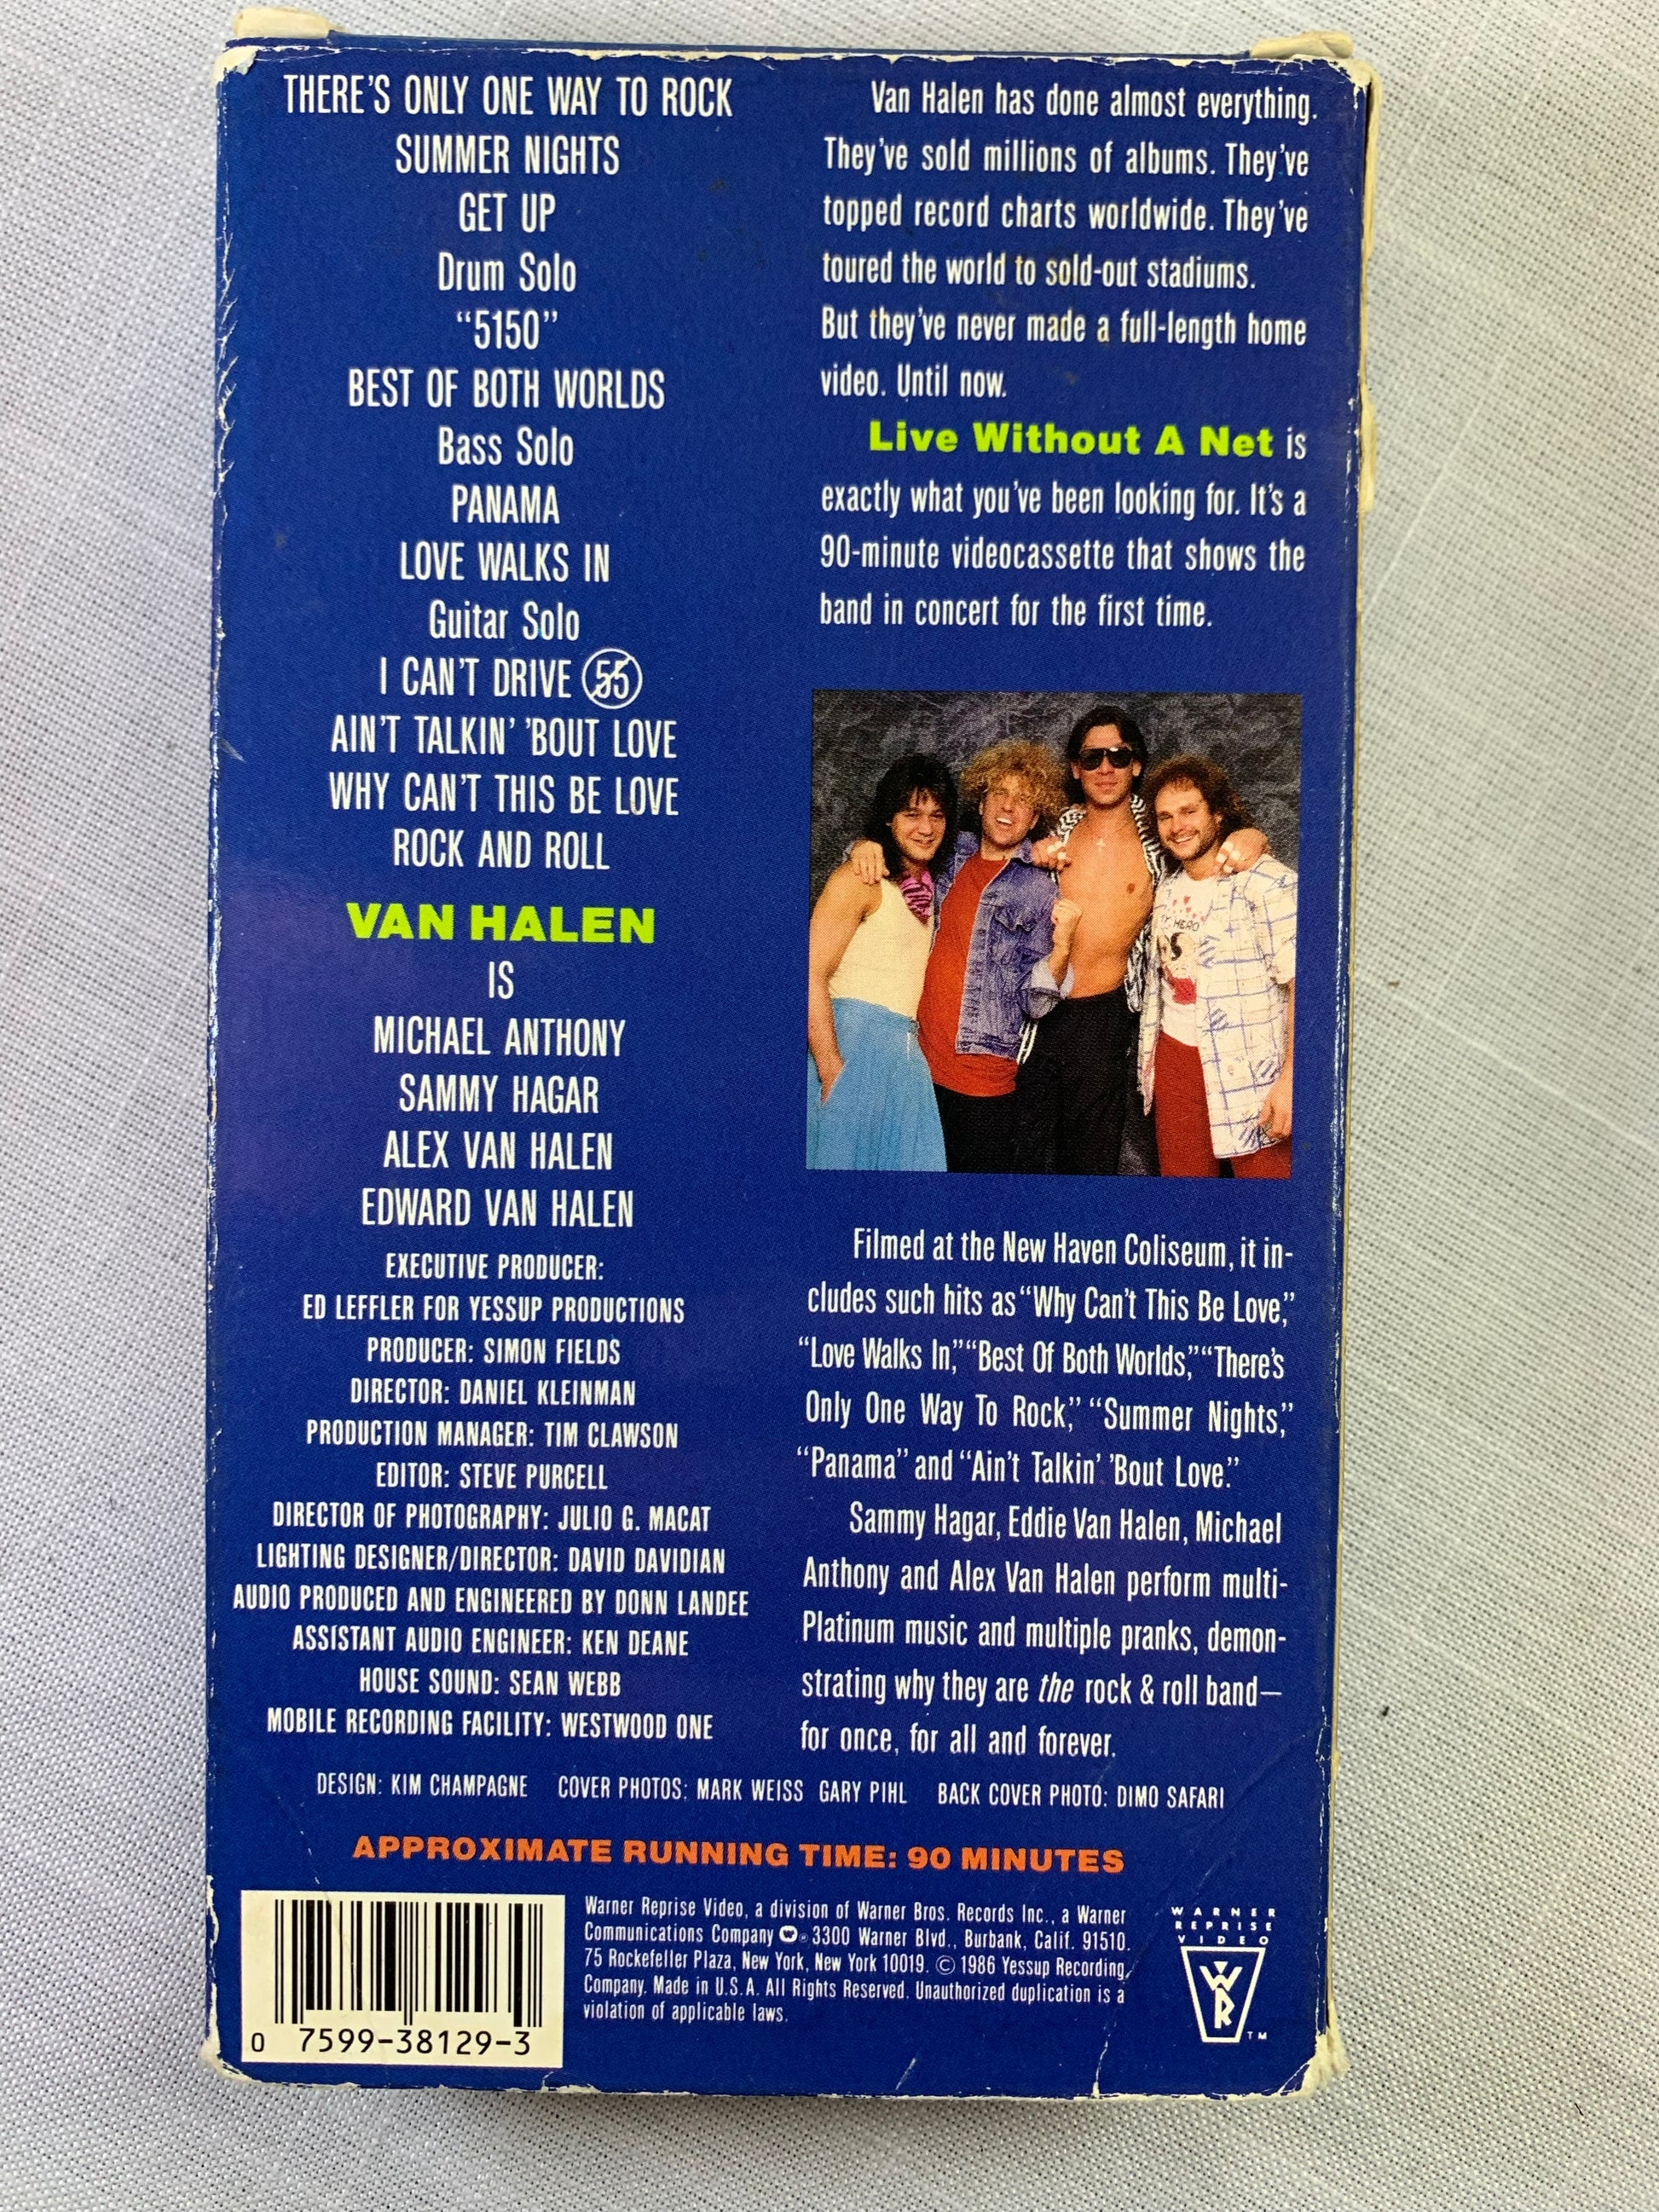 THERE'S ONLY ONE WAY TO ROCK
SUMMER NIGHTS
GET UP
Drum Solo
“5150”
BEST OF BOTH WORLDS
Bass Solo
PANAMA
LOVE WALKS IN
Guitar Solo
I CAN'T DRIVE 55
AIN'T TALKIN' 'BOUT LOVE
WHY CAN'T THIS BE LOVE
ROCK AND ROLL
VAN HALEN
IS
MICHAEL ANTHONY
SAMMY HAGAR
ALEX VAN HALEN
EDWARD VAN HALEN
EXECUTIVE PRODUCER:
ED LEFFLER FOR YESSUP PRODUCTIONS
PRODUCER: SIMON FIELDS
DIRECTOR: DANIEL KLEINMAN
PRODUCTION MANAGER: TIM CLAWSON
EDITOR: STEVE PURCELL
DIRECTOR OF PHOTOGRAPHY: JULIO G. MACAT
LIGHTING DESIGNER/DIRECTOR: DAVID DAVIDIAN
AUDIO PRODUCED AND ENGINEERED BY DONN LANDEE
ASSISTANT AUDIO ENGINEER: KEN DEANE
HOUSE SOUND: SEAN WEBB
MOBILE RECORDING FACILITY: WESTWOOD ONE
Van Halen has done almost everything.
They've sold millions of albums. They've
topped record charts worldwide. They've
toured the world to sold-out stadiums.
But they've never made a full-length home
video. Until now.
Live Without A Net is
exactly what you've been looking for. It's a
90-minute videocassette that shows the
band in concert for the first time.
HERO
Filmed at the New Haven Coliseum, it in-
cludes such hits as “Why Can't This Be Love,”
“Love Walks In,” “Best Of Both Worlds,” “There's
Only One Way To Rock,” “Summer Nights,”
“Panama” and “Ain't Talkin' 'Bout Love.”
Sammy Hagar, Eddie Van Halen, Michael
Anthony and Alex Van Halen perform multi-
Platinum music and multiple pranks, demon-
strating why they are the rock & roll band—
for once, for all and forever.
DESIGN: KIM CHAMPAGNE COVER PHOTOS: MARK WEISS GARY PIHL BACK COVER PHOTO: DIMO SAFARI
APPROXIMATE RUNNING TIME: 90 MINUTES
0 7599-38129-3
Warner Reprise Video, a division of Warner Bros. Records Inc., a Warner
Communications Company ® 3300 Warner Blvd., Burbank, Calif. 91510.
75 Rockefeller Plaza, New York, New York 10019. © 1986 Yessup Recording
Company. Made in U.S.A. All Rights Reserved. Unauthorized duplication is a
violation of applicable laws.
WARNER
REPRISE
VIDEO
W
R
TM